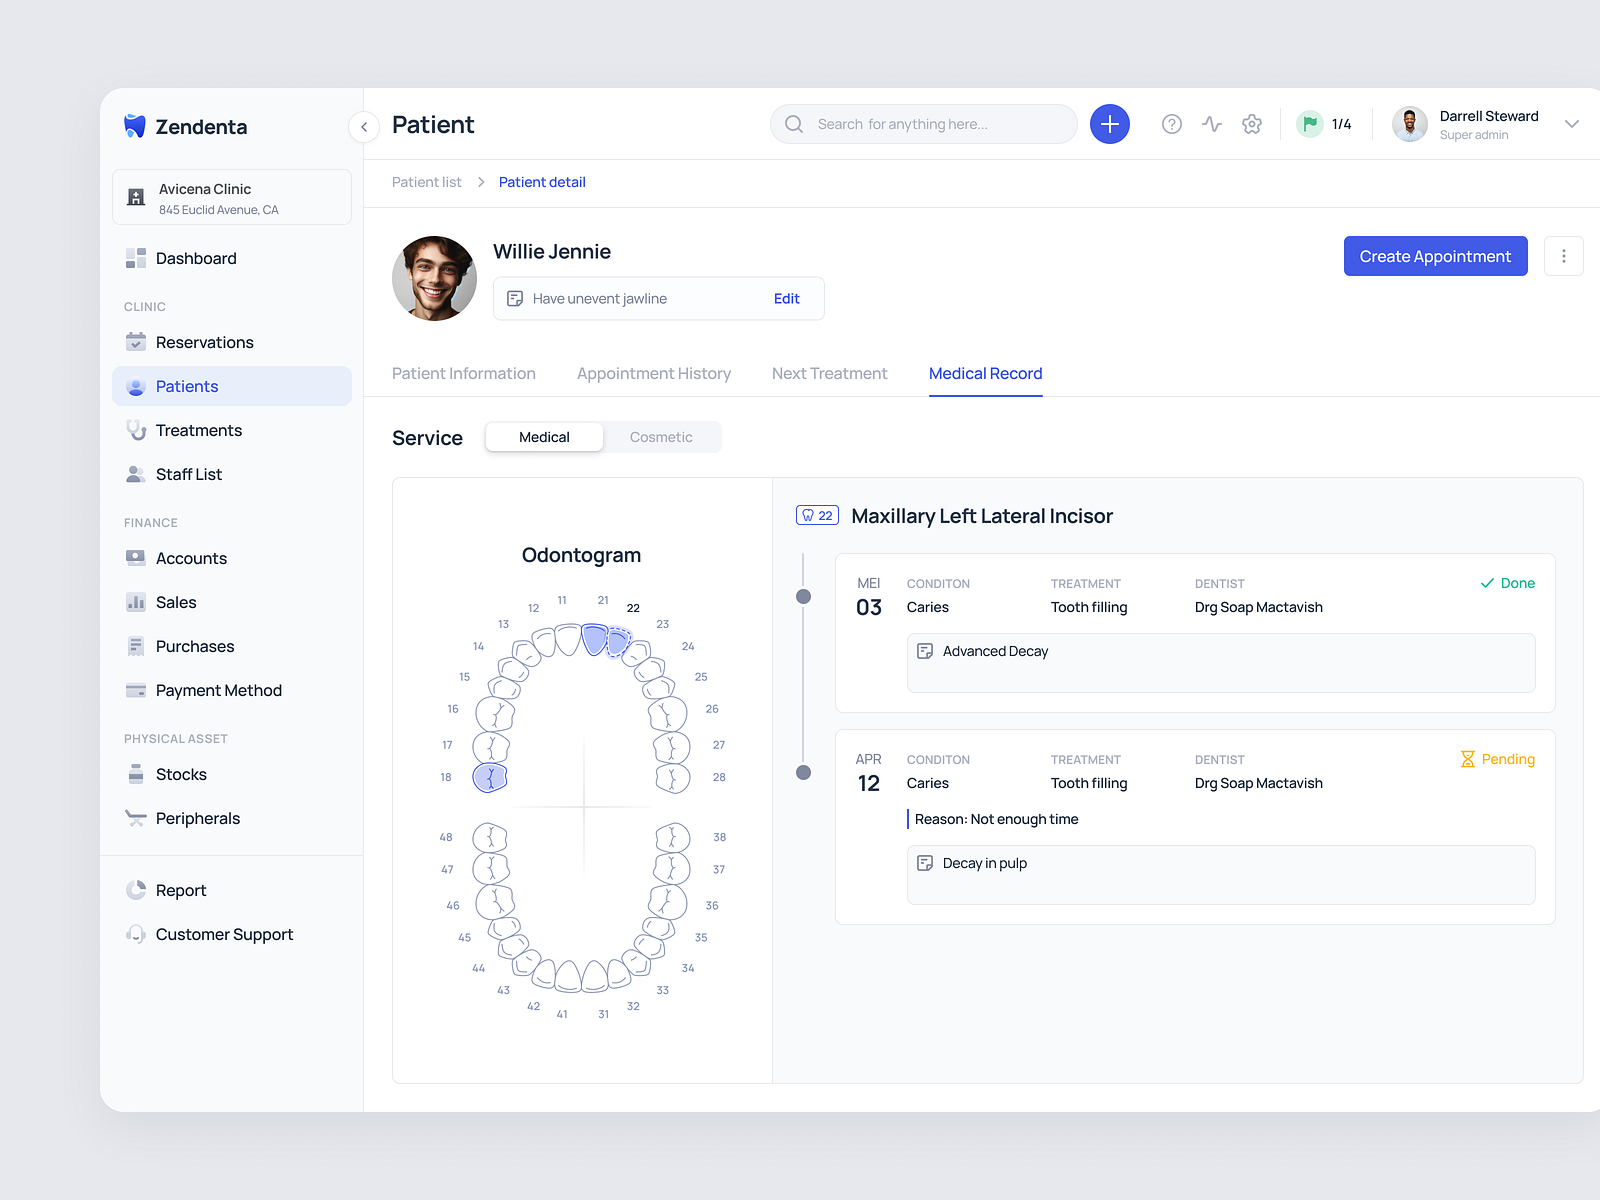 Zendenta
Avicena Clinic
845 Euclid Avenue, CA
Dashboard
CLINIC
Reservations
Patients
Treatments
Staff List
FINANCE
Accounts
Sales
Purchases
Payment Method
PHYSICAL ASSET
Stocks
Peripherals
Report
Customer Support
Patient
Search for anything here...
1/4
Darrell Steward
Super admin
Patient list
Patient detail
Willie Jennie
Have unevent jawline
Edit
Create Appointment
Patient Information
Appointment History
Next Treatment
Medical Record
Service
Medical
Cosmetic
Odontogram
11
21
12
22
13
23
14
24
15
25
16
26
17
27
18
28
48
38
47
37
46
36
45
35
44
34
43
33
42
32
41
31
22
Maxillary Left Lateral Incisor
MEI
03
CONDITON
Caries
TREATMENT
Tooth filling
DENTIST
Drg Soap Mactavish
Done
Advanced Decay
APR
12
CONDITON
Caries
TREATMENT
Tooth filling
DENTIST
Drg Soap Mactavish
Pending
Reason: Not enough time
Decay in pulp